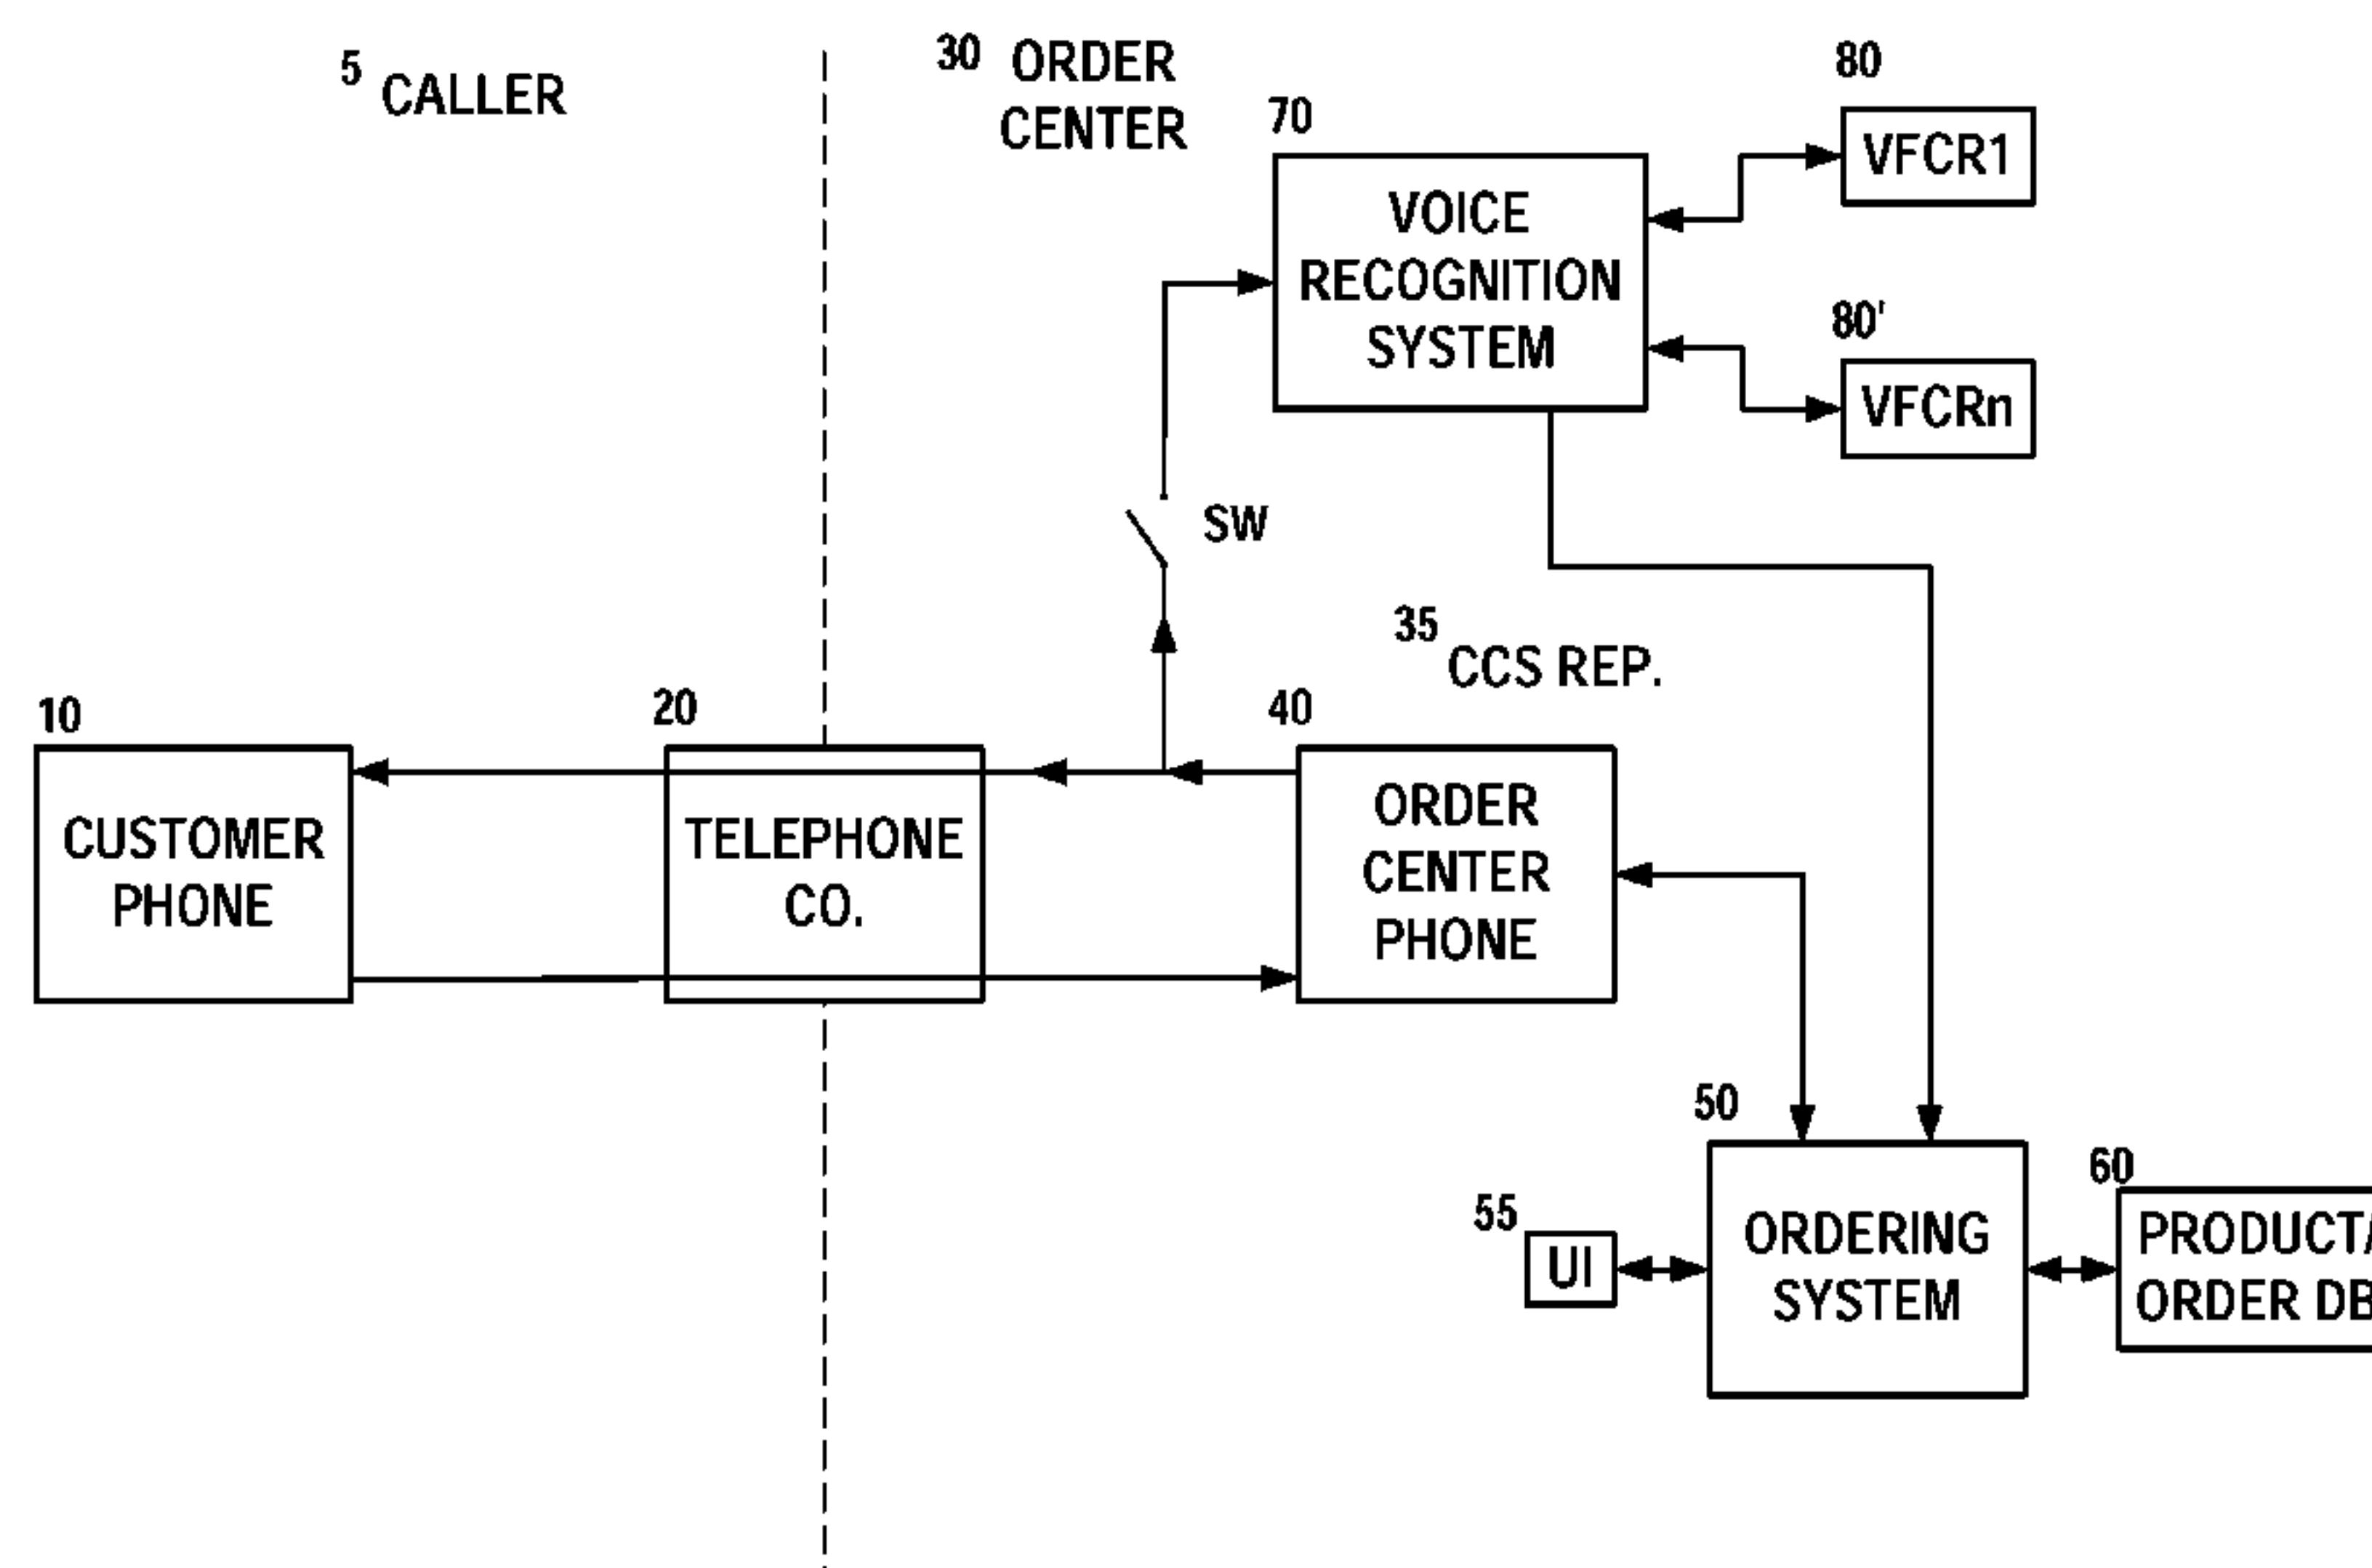 5 CALLER
30 ORDER
CENTER
70
80
VOICE
RECOGNITION
SYSTEM
VFCR1
80'
VFCRn
SW
35 CCS REP.
10
CUSTOMER
PHONE
20
TELEPHONE
CO.
40
ORDER
CENTER
PHONE
50
ORDERING
SYSTEM
55
UI
60
PRODUCT/
ORDER DB